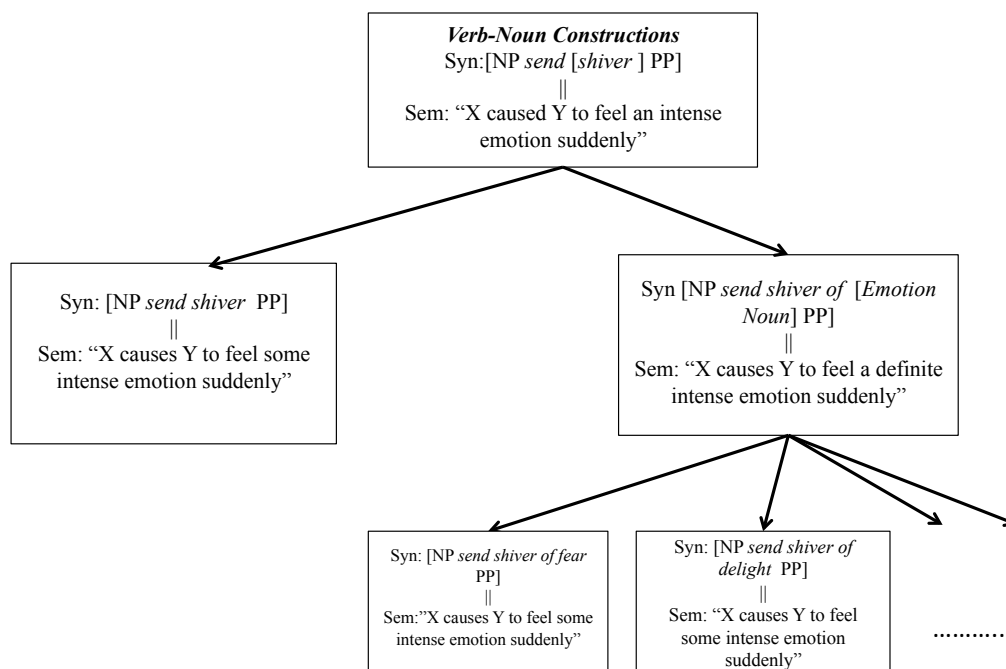 Verb-Noun Constructions
Syn:[NP send [shiver ] PP]
||
Sem: “X caused Y to feel an intense
emotion suddenly”
Syn: [NP send shiver  PP]
||
Sem: “X causes Y to feel some
intense emotion suddenly”
Syn [NP send shiver of  [Emotion
Noun] PP]
||
Sem: “X causes Y to feel a definite
intense emotion suddenly”
Syn: [NP send shiver of fear
PP]
||
Sem:”X causes Y to feel some
intense emotion suddenly”
Syn: [NP send shiver of
delight  PP]
||
Sem: “X causes Y to feel
some intense emotion
suddenly”
………….